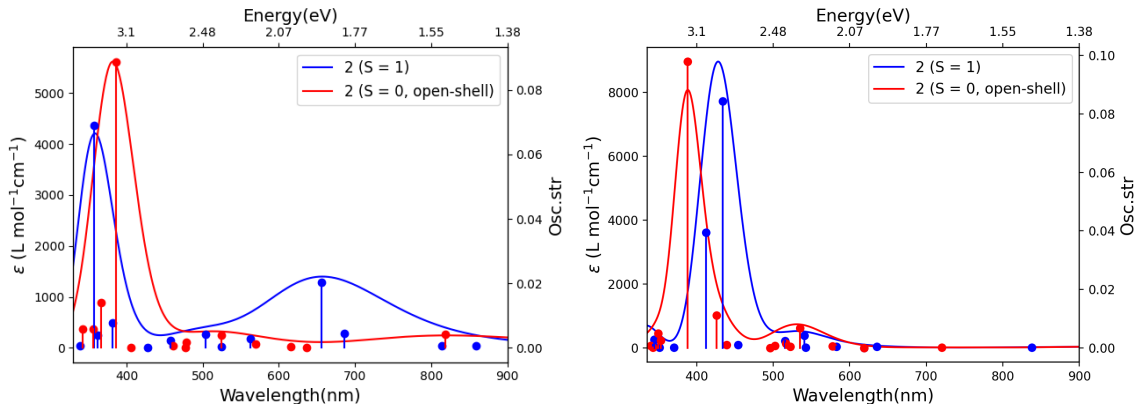 Energy(eV)
3.1 2.48 2.07 1.77 1.55 1.38
2 (S = 1)
2 (S = 0, open-shell)
ε (L mol⁻¹cm⁻¹)
5000
4000
3000
2000
1000
0
0.08
0.06
0.04
0.02
0.00
Osc.str
400 500 600 700 800 900
Wavelength(nm)
Energy(eV)
3.1 2.48 2.07 1.77 1.55 1.38
2 (S = 1)
2 (S = 0, open-shell)
ε (L mol⁻¹cm⁻¹)
8000
6000
4000
2000
0
0.10
0.08
0.06
0.04
0.02
0.00
Osc.str
400 500 600 700 800 900
Wavelength(nm)